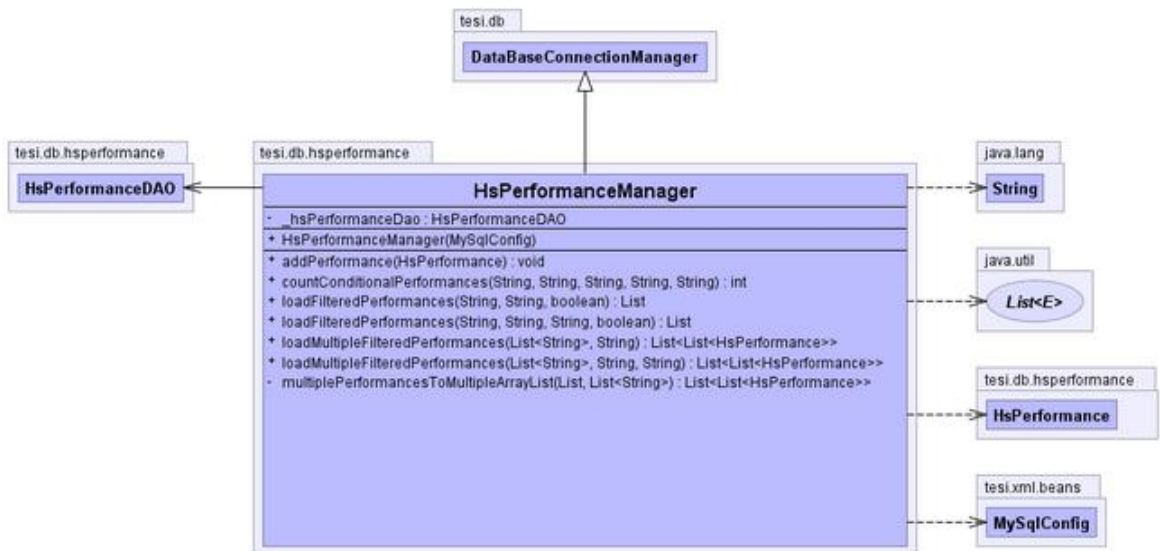 tesi.db
DataBaseConnectionManager
tesi.db.hsperformance
HsPerformanceDAO
tesi.db.hsperformance
HsPerformanceManager
- _hsPerformanceDao : HsPerformanceDAO
+ HsPerformanceManager(MySqlConfig)
+ addPerformance(HsPerformance) : void
+ countConditionalPerformances(String, String, String, String, String) : int
+ loadFilteredPerformances(String, String, boolean) : List
+ loadFilteredPerformances(String, String, String, boolean) : List
+ loadMultipleFilteredPerformances(List<String>, String) : List<List<HsPerformance>>
+ loadMultipleFilteredPerformances(List<String>, String, String) : List<List<HsPerformance>>
- multiplePerformancesToMultipleArrayList(List, List<String>) : List<List<HsPerformance>>
java.lang
String
java.util
List<E>
tesi.db.hsperformance
HsPerformance
tesi.xml.beans
MySqlConfig